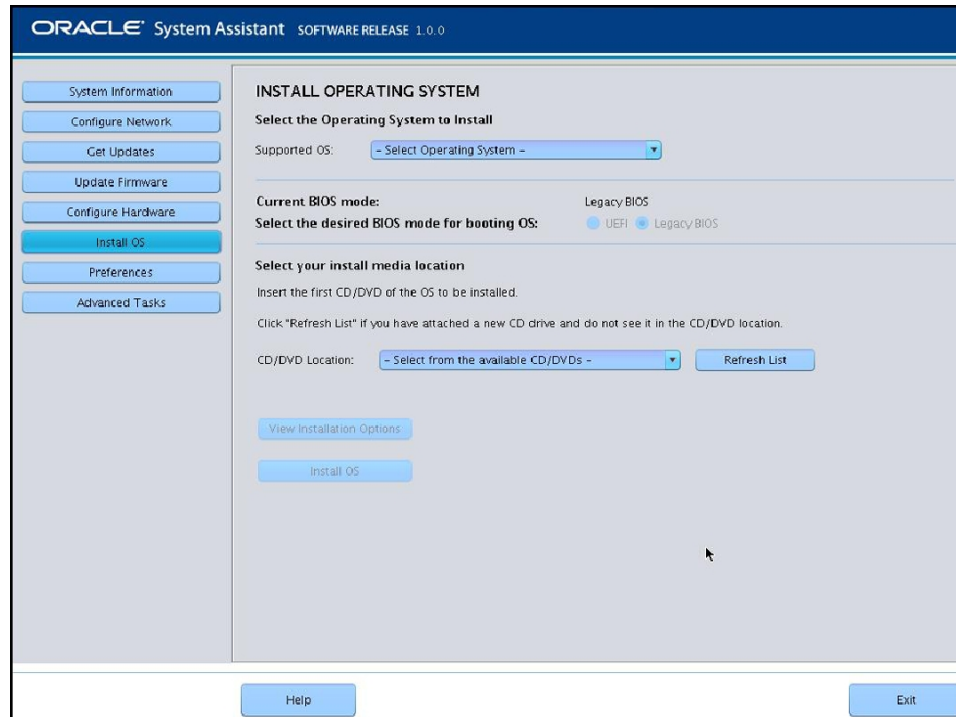 ORACLE System Assistant SOFTWARE RELEASE 1.0.0
System Information
Configure Network
Get Updates
Update Firmware
Configure Hardware
Install OS
Preferences
Advanced Tasks
INSTALL OPERATING SYSTEM
Select the Operating System to Install
Supported OS: - Select Operating System -
Current BIOS mode: Legacy BIOS
Select the desired BIOS mode for booting OS: UEFI Legacy BIOS
Select your install media location
Insert the first CD/DVD of the OS to be installed.
Click "Refresh List" if you have attached a new CD drive and do not see it in the CD/DVD location.
CD/DVD Location: - Select from the available CD/DVDs - Refresh List
View Installation Options
Install OS
Help Exit